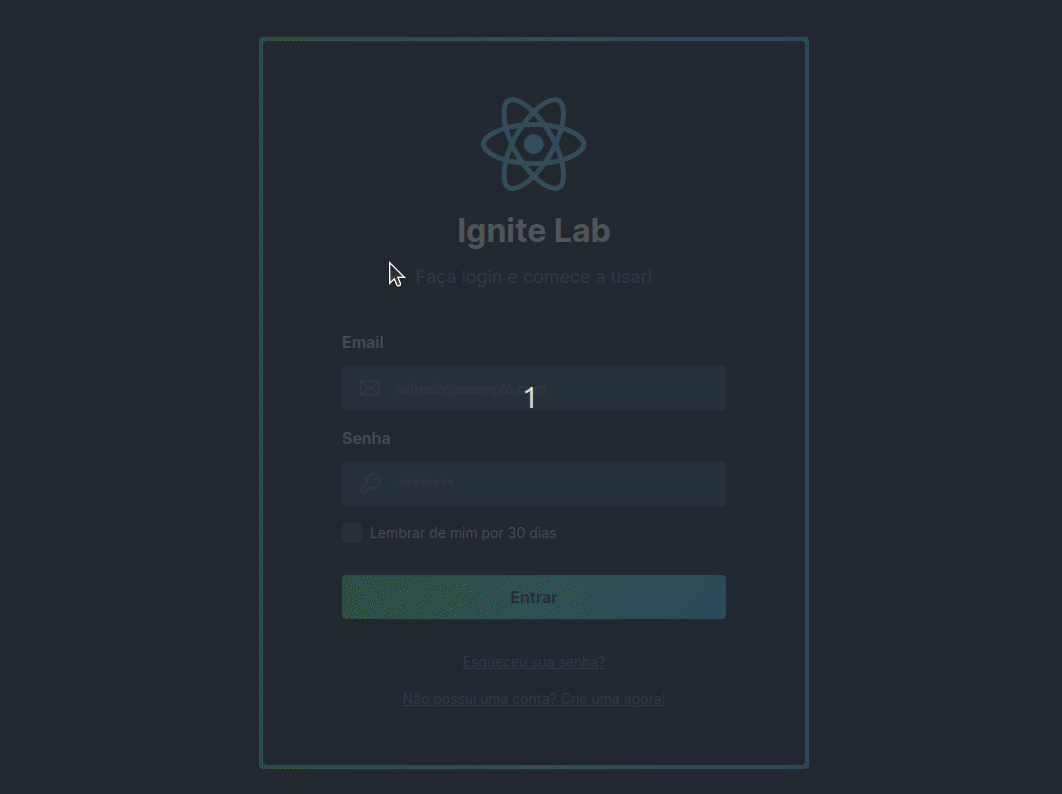 Ignite Lab
Faça login e comece a usar!
Email
alfredo@exemplo.com
1
Senha
********
Lembrar de mim por 30 dias
Entrar
Esqueceu sua senha?
Não possui uma conta? Crie uma agora!